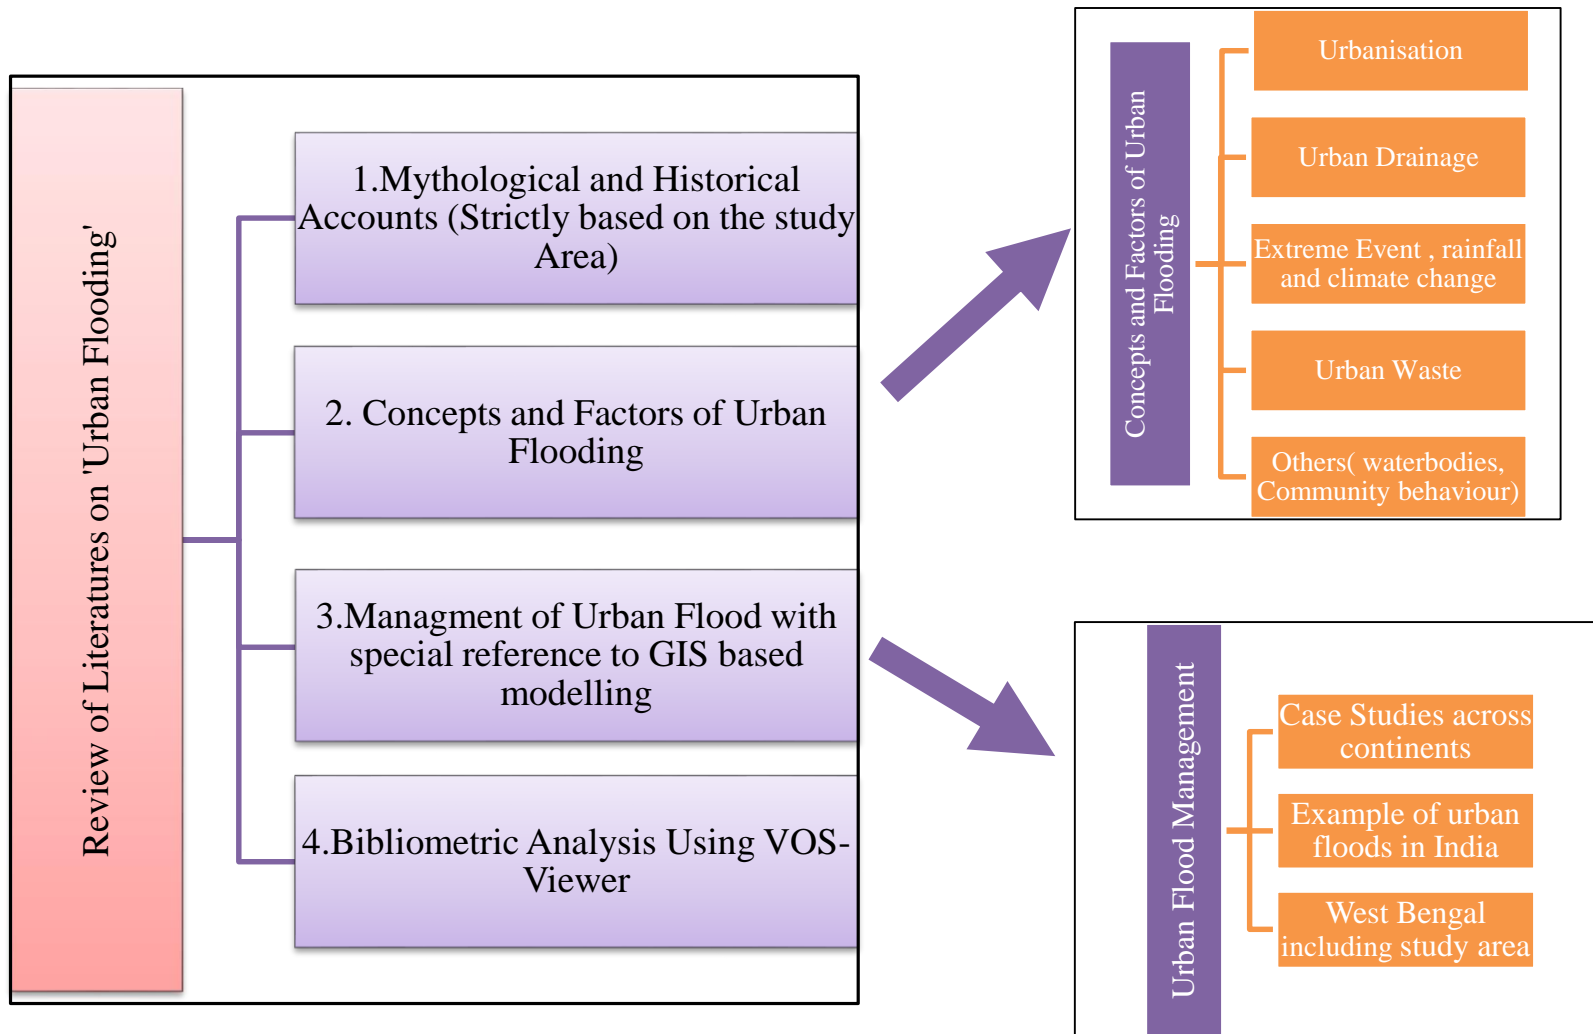 Review of Literatures on 'Urban Flooding'
1.Mythological and Historical
Accounts (Strictly based on the study
Area)
2. Concepts and Factors of Urban
Flooding
3.Managment of Urban Flood with
special reference to GIS based
modelling
4.Bibliometric Analysis Using VOS-
Viewer
Concepts and Factors of Urban
Flooding
Urbanisation
Urban Drainage
Extreme Event , rainfall
and climate change
Urban Waste
Others( waterbodies,
Community behaviour)
Urban Flood Management
Case Studies across
continents
Example of urban
floods in India
West Bengal
including study area